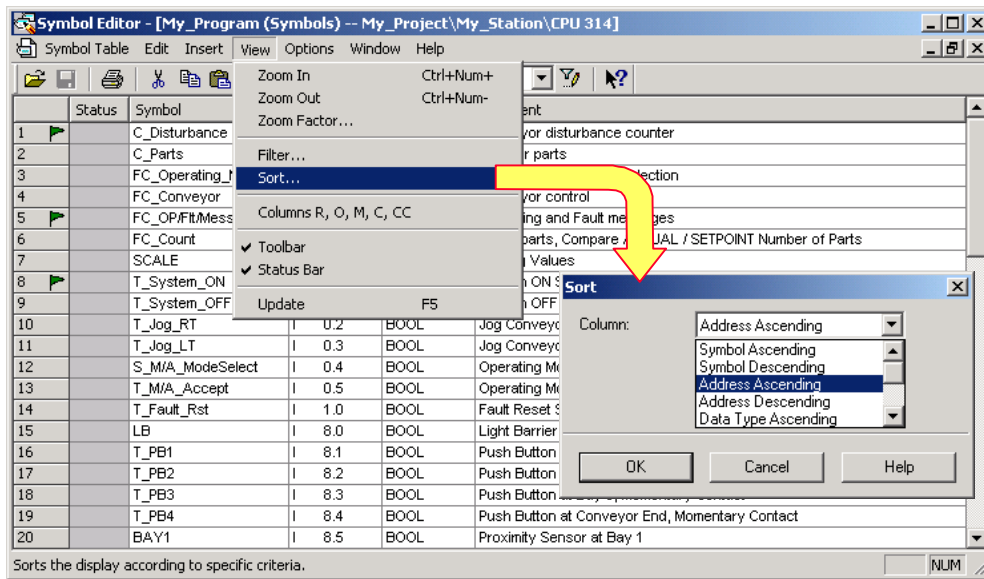 Symbol Editor - [My_Program (Symbols) -- My_Project\My_Station\CPU 314]
Symbol Table Edit Insert View Options Window Help
Zoom In Ctrl+Num+
Zoom Out Ctrl+Num-
Zoom Factor...
Filter...
Sort...
Columns R, O, M, C, CC
Toolbar
Status Bar
Update F5
Status Symbol ent
1 C_Disturbance yor disturbance counter
2 C_Parts r parts
3 FC_Operating_ lection
4 FC_Conveyor yor control
5 FC_OP/Flt/Mess ing and Fault me ges
6 FC_Count parts, Compare UAL / SETPOINT Number of Parts
7 SCALE Values
8 T_System_ON ON
9 T_System_OFF OFF
10 T_Jog_RT I 0.2 BOOL Jog Conveyo
11 T_Jog_LT I 0.3 BOOL Jog Conveyo
12 S_M/A_ModeSelect I 0.4 BOOL Operating Mo
13 T_M/A_Accept I 0.5 BOOL Operating Mo
14 T_Fault_Rst I 1.0 BOOL Fault Reset
15 LB I 8.0 BOOL Light Barrier
16 T_PB1 I 8.1 BOOL Push Button
17 T_PB2 I 8.2 BOOL Push Button
18 T_PB3 I 8.3 BOOL Push Button
19 T_PB4 I 8.4 BOOL Push Button at Conveyor End, Momentary Contact
20 BAY1 I 8.5 BOOL Proximity Sensor at Bay 1
Sort
Column: Address Ascending
Symbol Ascending
Symbol Descending
Address Ascending
Address Descending
Data Type Ascending
OK Cancel Help
Sorts the display according to specific criteria. NUM